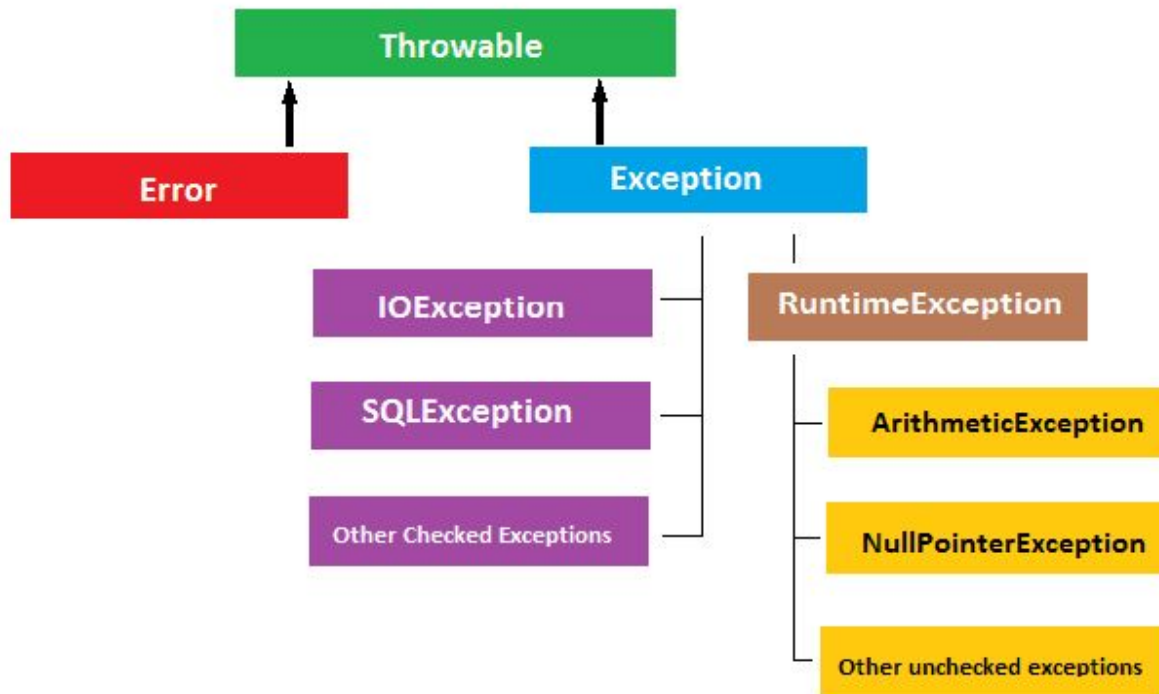 Throwable
Error
Exception
IOException
RuntimeException
SQLException
ArithmeticException
Other Checked Exceptions
NullPointerException
Other unchecked exceptions